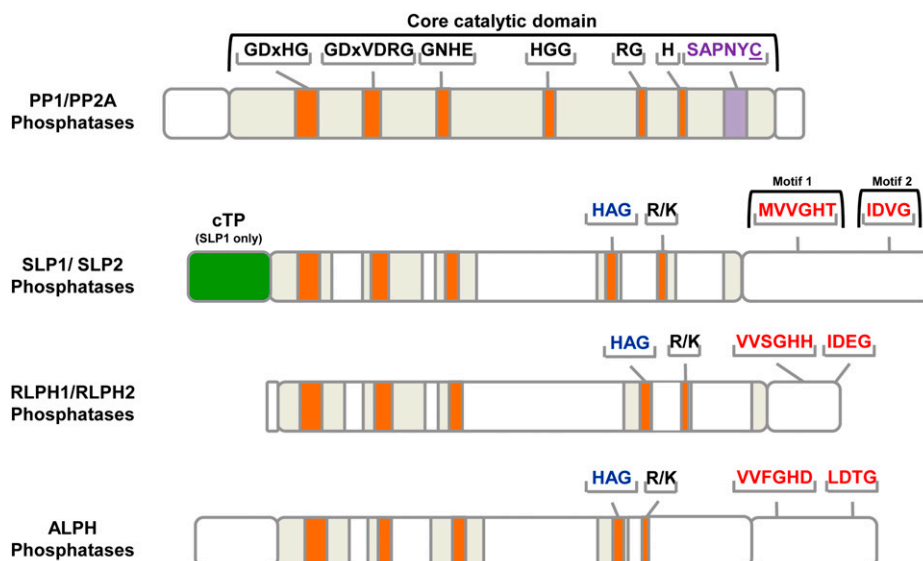 Core catalytic domain
GDxHG GDxVDRG GNHE HGG RG H SAPNYC
PP1/PP2A
Phosphatases
Motif 1 Motif 2
cTP
(SLP1 only)
HAG R/K MVVGHT IDVG
SLP1/ SLP2
Phosphatases
HAG R/K VVSGHH IDEG
RLPH1/RLPH2
Phosphatases
HAG R/K VVFGHD LDTG
ALPH
Phosphatases